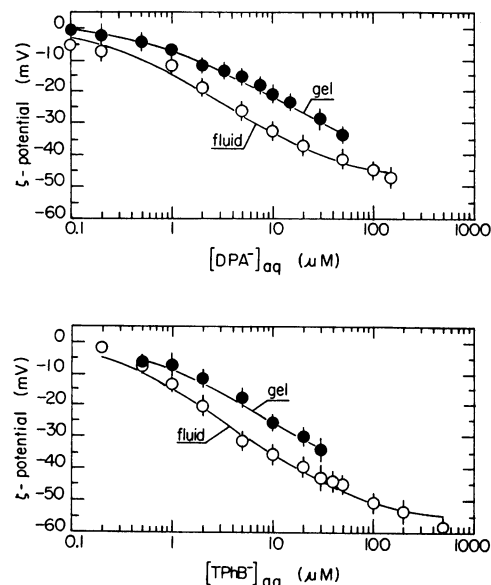 0
-10
-20
-30
-40
-50
-60
ζ - potential (mV)
gel
fluid
0.1 1 10 100 1000
[DPA⁻]aq (μM)
0
-10
-20
-30
-40
-50
-60
ζ - potential (mV)
gel
fluid
0.1 1 10 100 1000
[TPhB⁻]aq (μM)